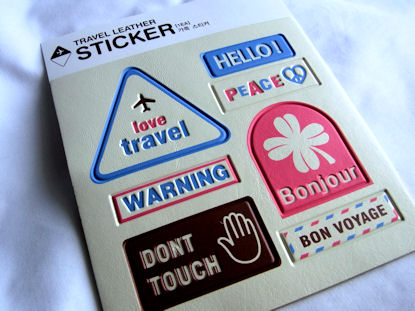 TRAVEL LEATHER
STICKER [1EA]
가죽 스티커
HELLO!
PEACE
love
travel
WARNING
Bonjour
DONT
TOUCH
BON VOYAGE